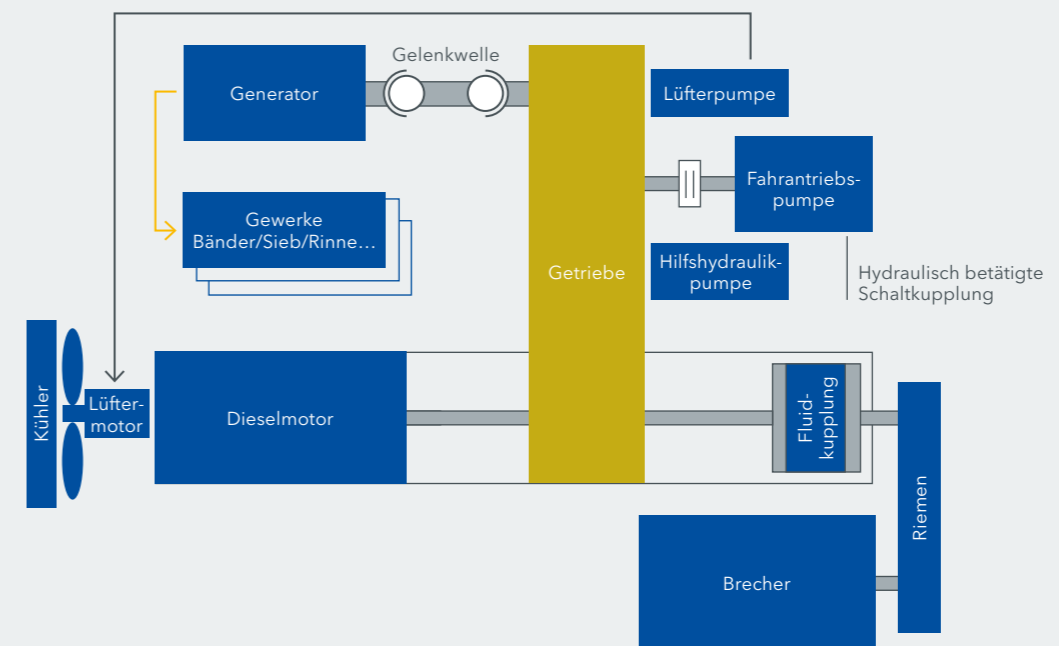 Gelenkwelle
Generator
Lüfterpumpe
Fahrantriebs-
pumpe
Gewerke
Bänder/Sieb/Rinne...
Getriebe
Hilfshydraulik-
pumpe
Hydraulisch betätigte
Schaltkupplung
Kühler
Lüfter-
motor
Dieselmotor
Fluid-
kupplung
Riemen
Brecher